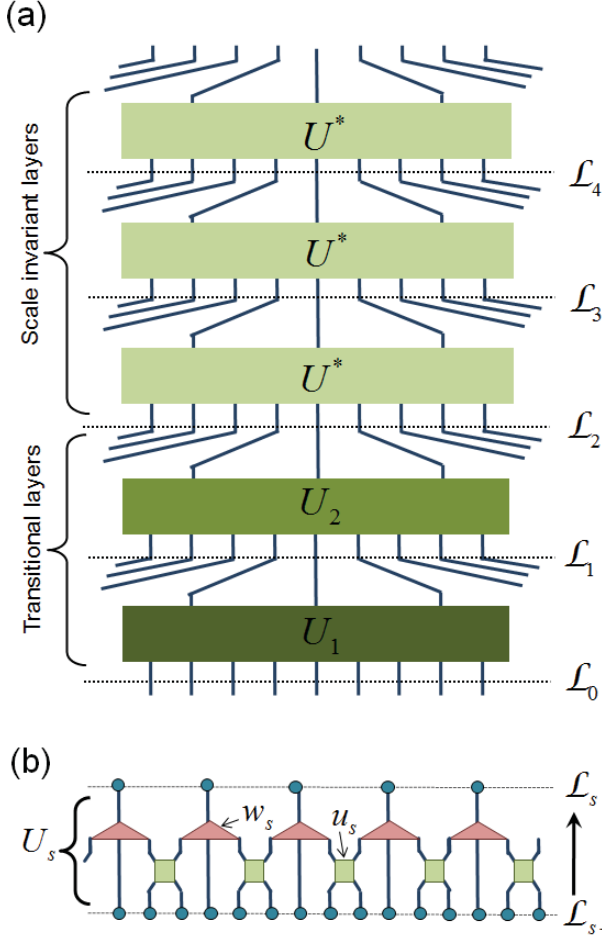 (a)
Scale invariant layers
U*
ℒ₄
U*
ℒ₃
U*
ℒ₂
Transitional layers
U₂
ℒ₁
U₁
ℒ₀
(b)
Uₛ
wₛ
uₛ
ℒₛ
ℒₛ₋